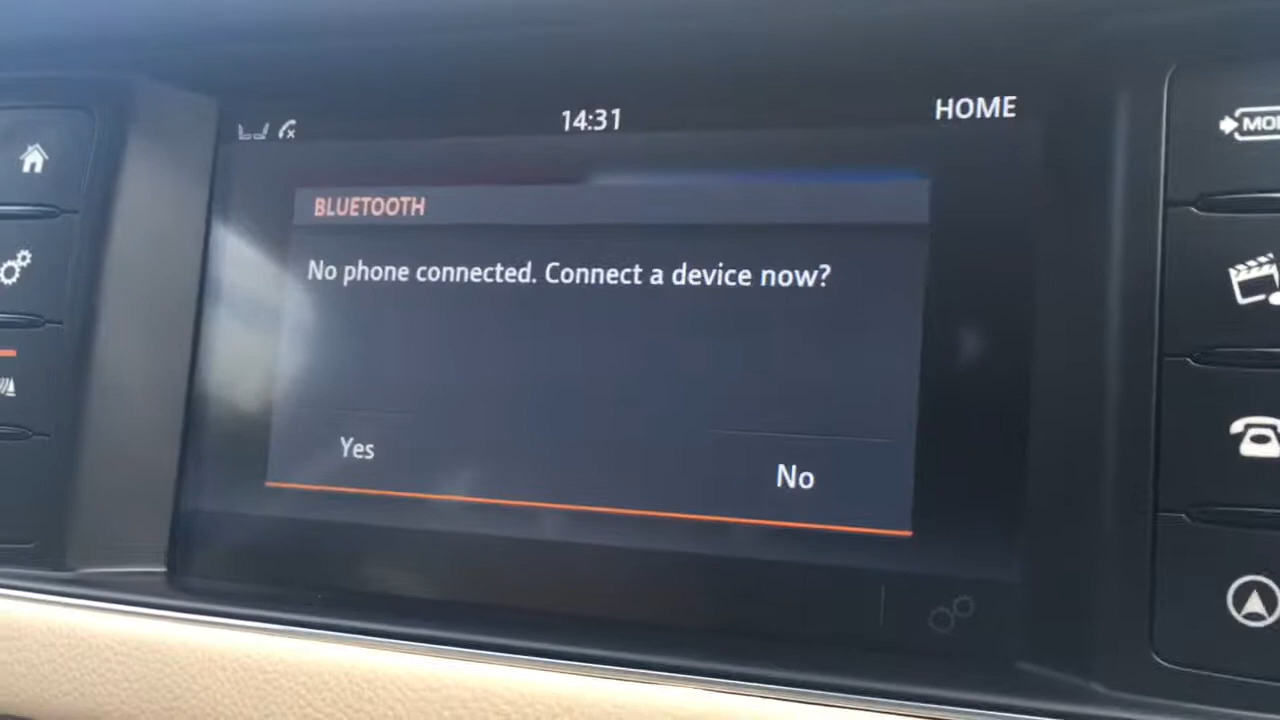 14:31
HOME
BLUETOOTH
No phone connected. Connect a device now?
Yes
No